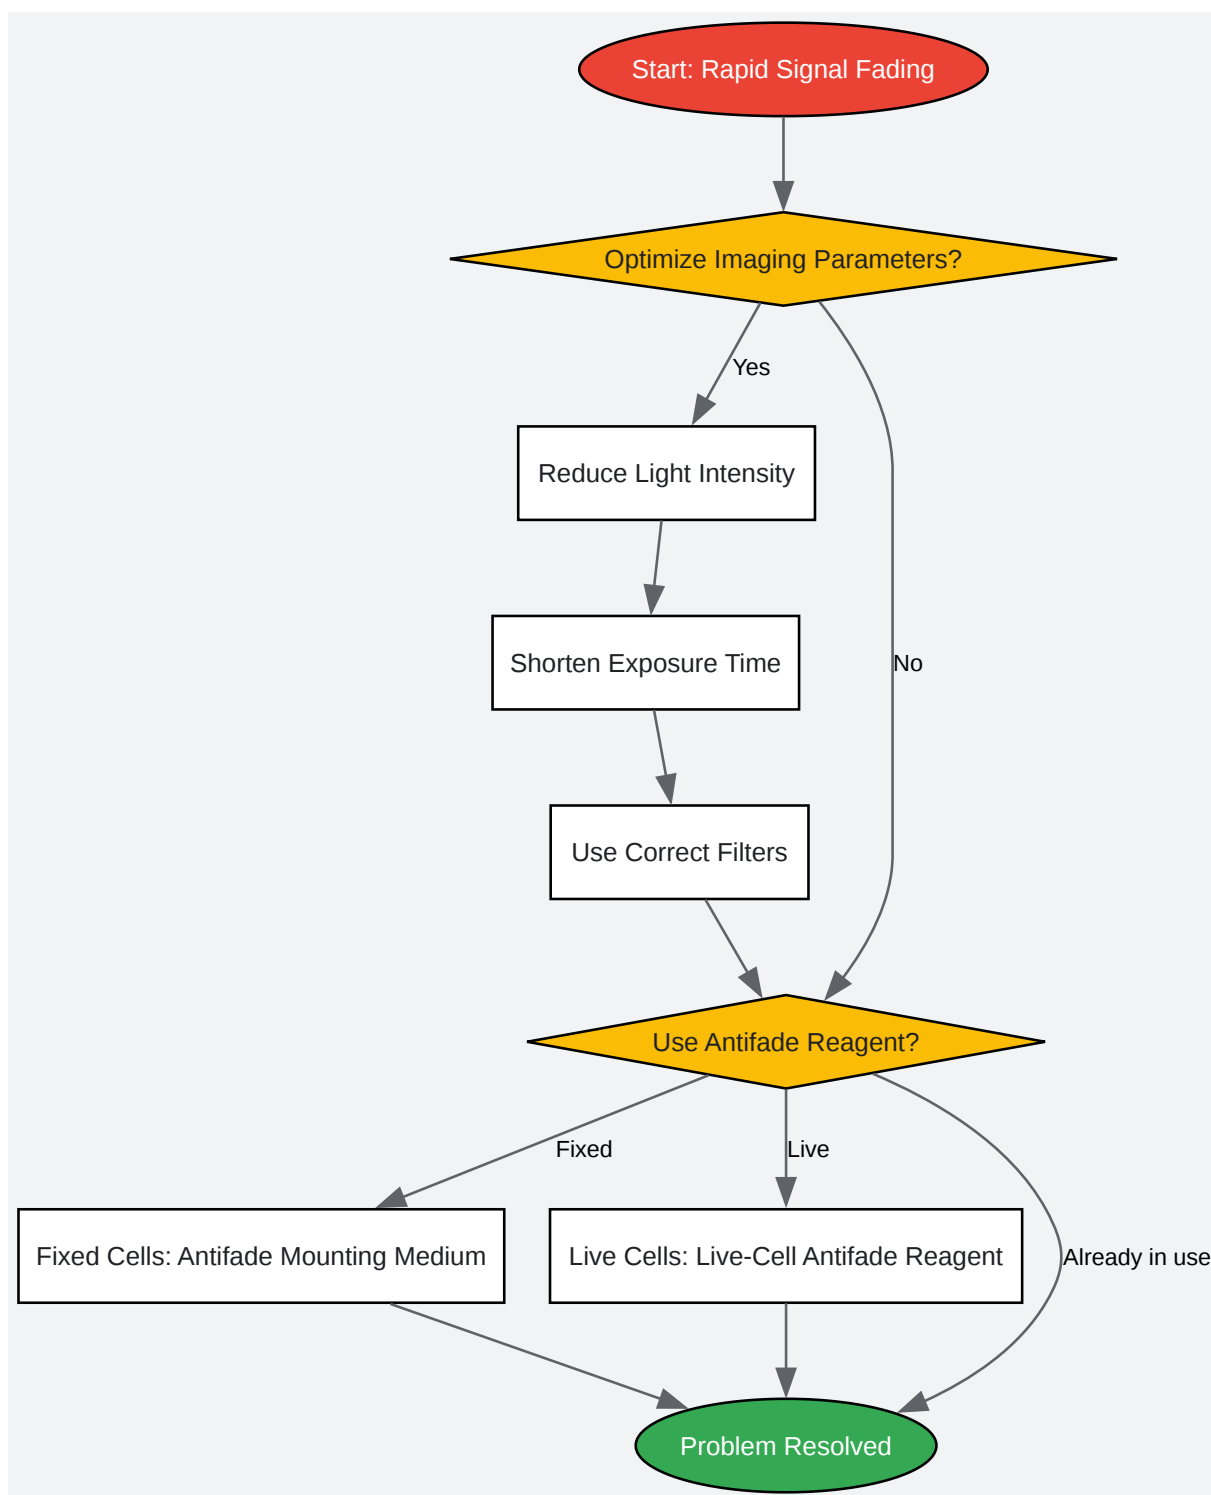 Start: Rapid Signal Fading
Optimize Imaging Parameters?
Yes
Reduce Light Intensity
Shorten Exposure Time
No
Use Correct Filters
Use Antifade Reagent?
Fixed
Live
Fixed Cells: Antifade Mounting Medium
Live Cells: Live-Cell Antifade Reagent
Already in use
Problem Resolved